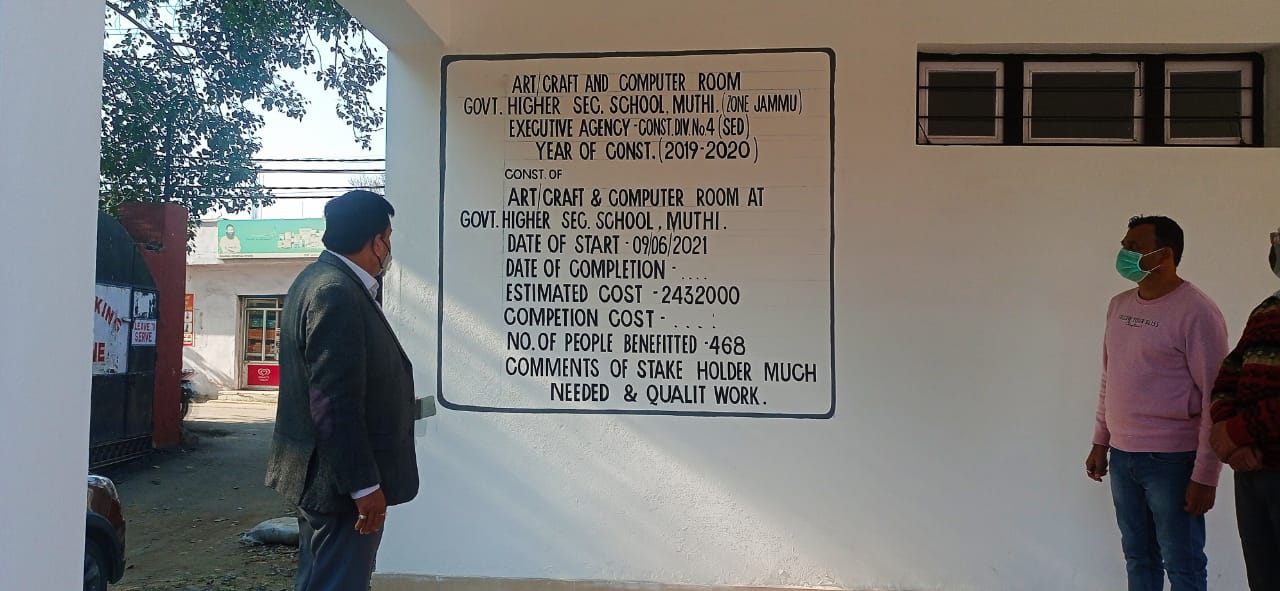 ART/CRAFT AND COMPUTER ROOM
GOVT. HIGHER SEC. SCHOOL, MUTHI. (ZONE JAMMU)
EXECUTIVE AGENCY - CONST. DIV. No 4 (SED)
YEAR OF CONST. (2019-2020)
CONST. OF
ART/CRAFT & COMPUTER ROOM AT
GOVT. HIGHER SEC. SCHOOL, MUTHI.
DATE OF START - 09/06/2021
DATE OF COMPLETION - ....
ESTIMATED COST - 2432000
COMPETION COST - ....
NO. OF PEOPLE BENEFITTED - 468
COMMENTS OF STAKE HOLDER MUCH
NEEDED & QUALIT WORK.
LEAVE TO
SERVE